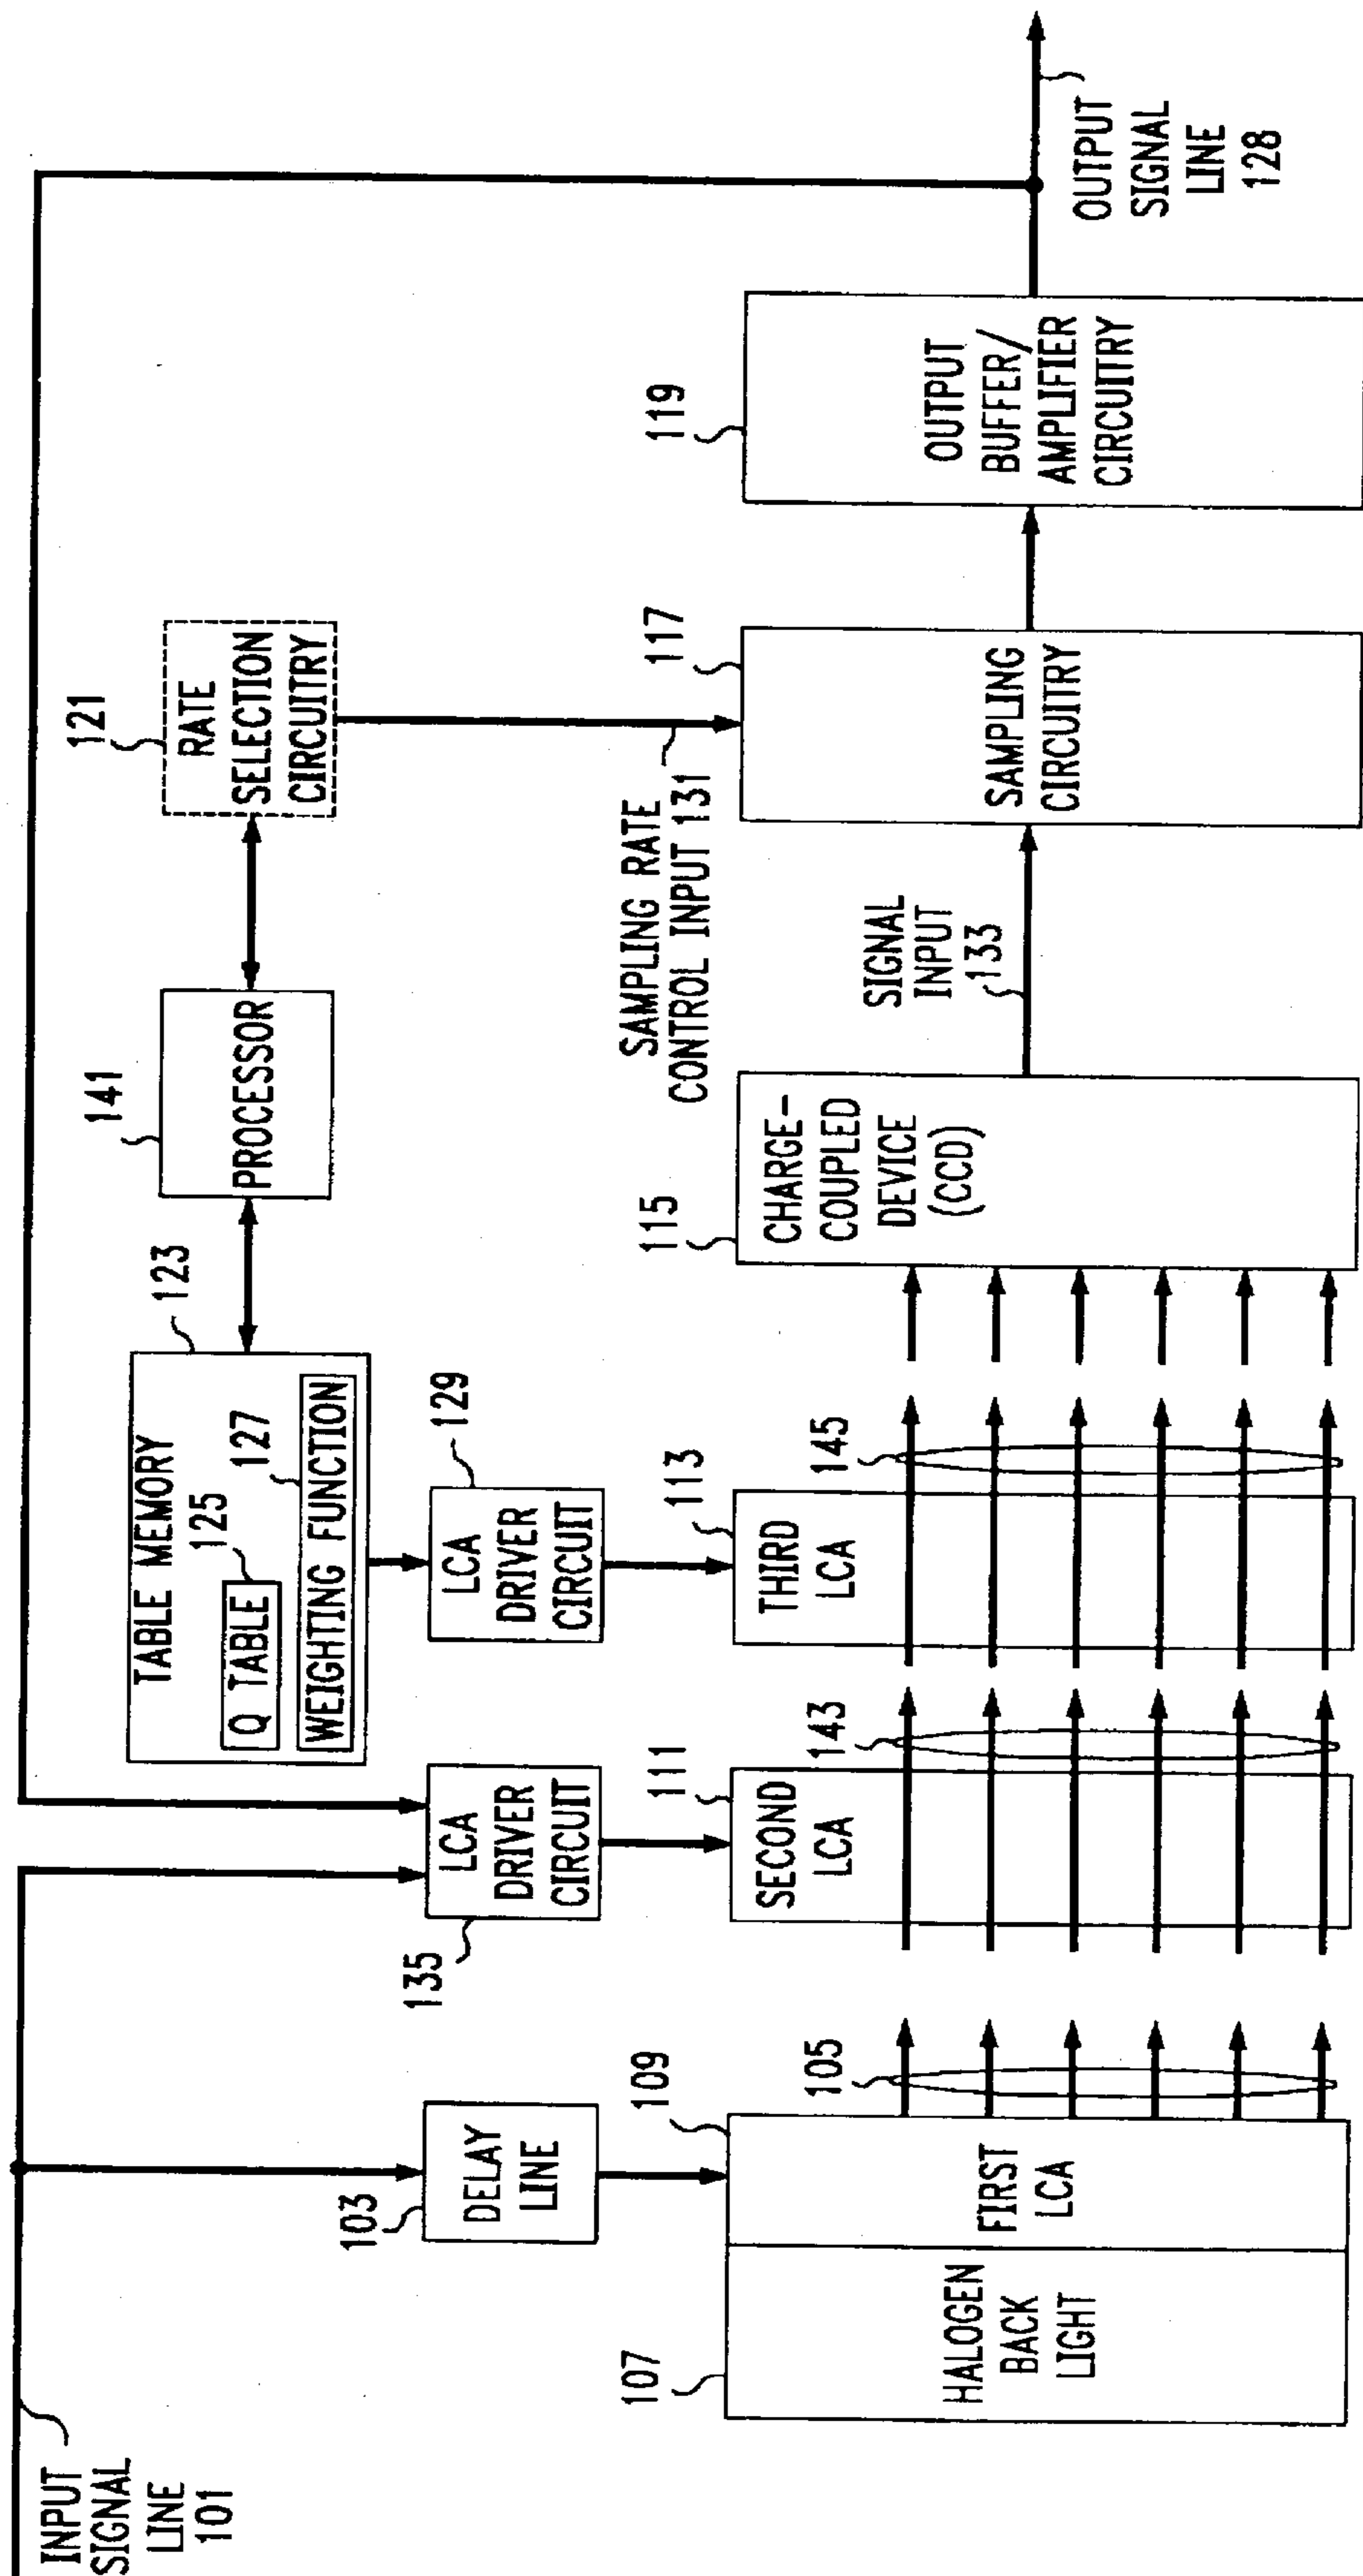 INPUT
SIGNAL
LINE
101
103
DELAY
LINE
107
HALOGEN
BACK
LIGHT
109
FIRST
LCA
105
135
LCA
DRIVER
CIRCUIT
111
SECOND
LCA
143
TABLE MEMORY
123
125
Q TABLE
127
WEIGHTING FUNCTION
LCA
DRIVER
CIRCUIT
129
THIRD
LCA
113
145
141
PROCESSOR
121
RATE
SELECTION
CIRCUITRY
SAMPLING RATE
CONTROL INPUT 131
115
CHARGE-
COUPLED
DEVICE
(CCD)
SIGNAL
INPUT
133
117
SAMPLING
CIRCUITRY
119
OUTPUT
BUFFER/
AMPLIFIER
CIRCUITRY
OUTPUT
SIGNAL
LINE
128